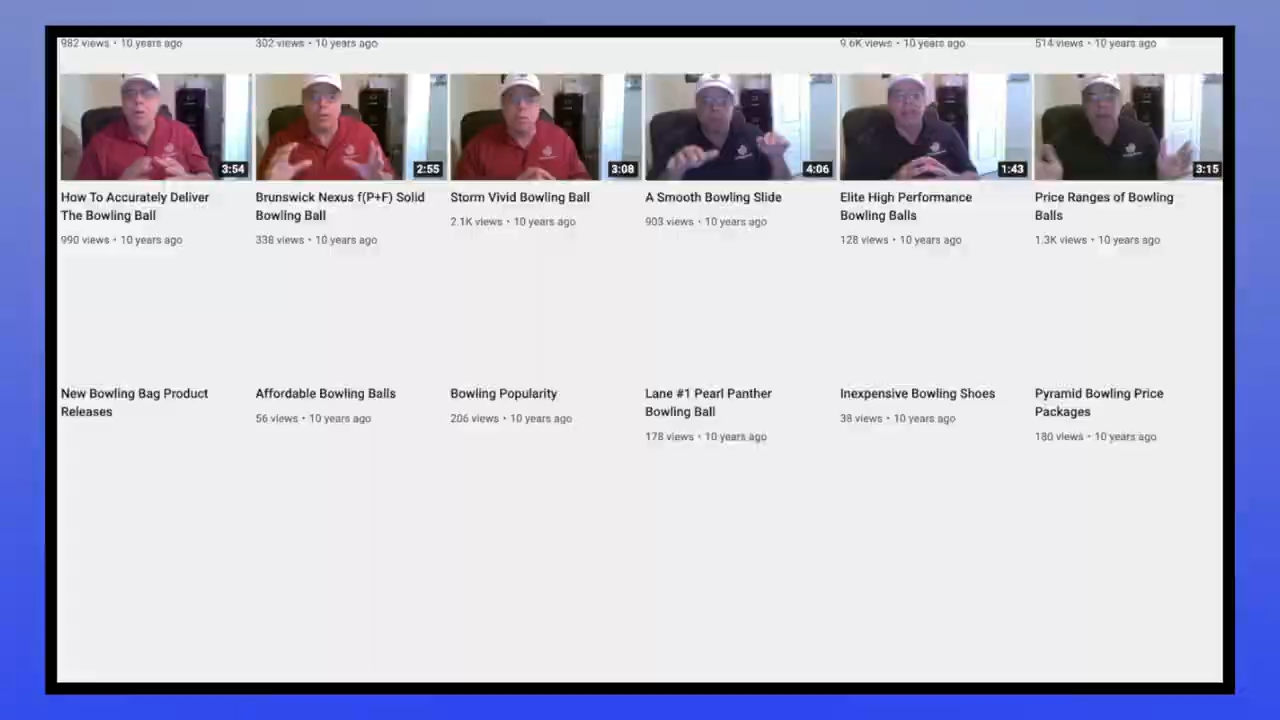 982 views • 10 years ago
302 views • 10 years ago
9.6K views • 10 years ago
514 views • 10 years ago
3:54
2:55
3:08
4:06
1:43
3:15
How To Accurately Deliver
The Bowling Ball
990 views • 10 years ago
Brunswick Nexus f(P+F) Solid
Bowling Ball
338 views • 10 years ago
Storm Vivid Bowling Ball
2.1K views • 10 years ago
A Smooth Bowling Slide
903 views • 10 years ago
Elite High Performance
Bowling Balls
128 views • 10 years ago
Price Ranges of Bowling
Balls
1.3K views • 10 years ago
New Bowling Bag Product
Releases
Affordable Bowling Balls
56 views • 10 years ago
Bowling Popularity
206 views • 10 years ago
Lane #1 Pearl Panther
Bowling Ball
178 views • 10 years ago
Inexpensive Bowling Shoes
38 views • 10 years ago
Pyramid Bowling Price
Packages
180 views • 10 years ago